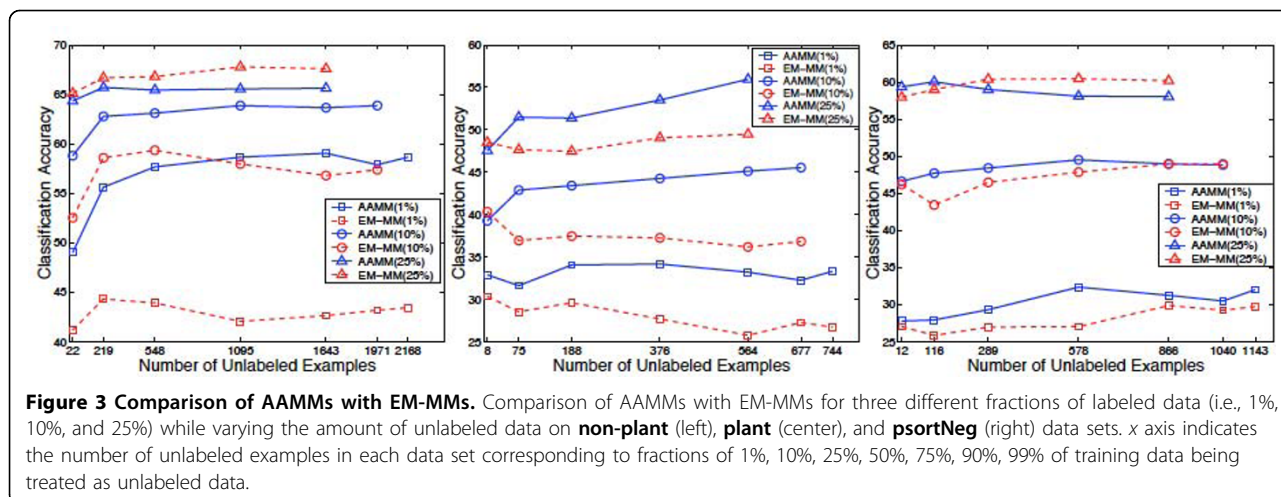 Classification Accuracy
70
65
60
55
50
45
40
22 219 548 1095 1643 1971 2168
Number of Unlabeled Examples
AAMM(1%)
EM-MM(1%)
AAMM(10%)
EM-MM(10%)
AAMM(25%)
EM-MM(25%)
Classification Accuracy
60
55
50
45
40
35
30
25
8 75 188 376 564 677 744
Number of Unlabeled Examples
AAMM(1%)
EM-MM(1%)
AAMM(10%)
EM-MM(10%)
AAMM(25%)
EM-MM(25%)
Classification Accuracy
65
60
55
50
45
40
35
30
25
12 116 289 578 866 1040 1143
Number of Unlabeled Examples
AAMM(1%)
EM-MM(1%)
AAMM(10%)
EM-MM(10%)
AAMM(25%)
EM-MM(25%)
Figure 3 Comparison of AAMMs with EM-MMs. Comparison of AAMMs with EM-MMs for three different fractions of labeled data (i.e., 1%,
10%, and 25%) while varying the amount of unlabeled data on non-plant (left), plant (center), and psortNeg (right) data sets. x axis indicates
the number of unlabeled examples in each data set corresponding to fractions of 1%, 10%, 25%, 50%, 75%, 90%, 99% of training data being
treated as unlabeled data.